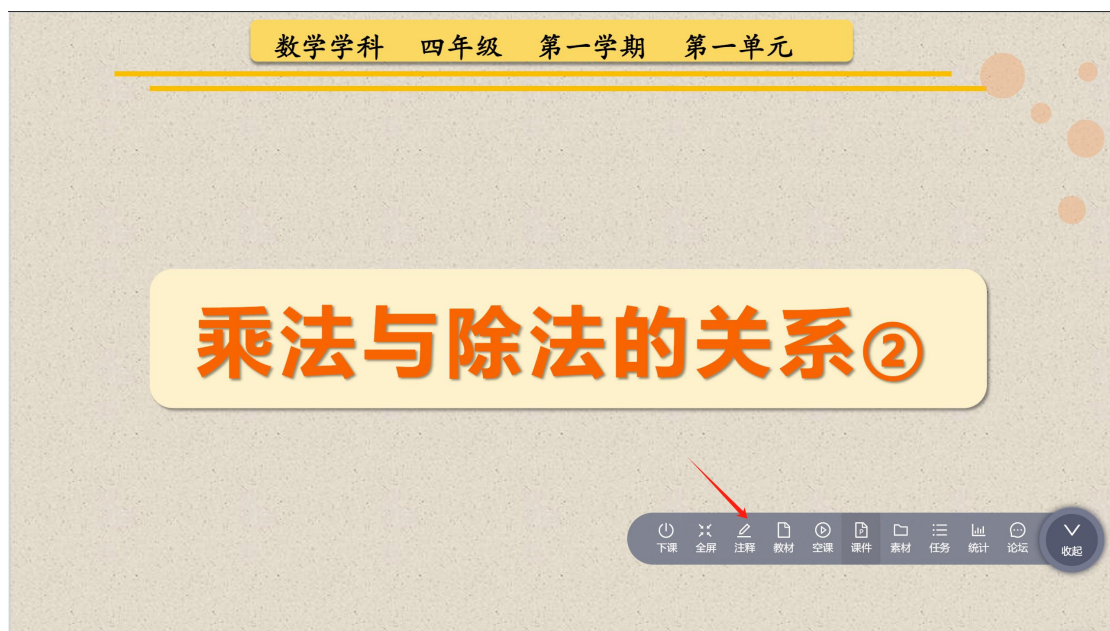 数学学科 四年级 第一学期 第一单元
乘法与除法的关系②
下课 全屏 注释 教材 空课 课件 素材 任务 统计 论坛 收起